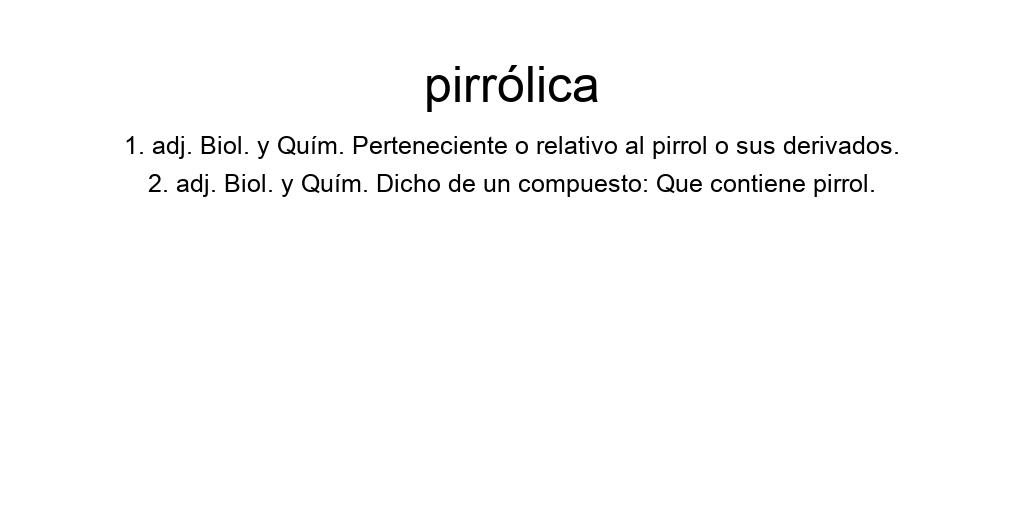 pirrólica
1. adj. Biol. y Quím. Perteneciente o relativo al pirrol o sus derivados.
2. adj. Biol. y Quím. Dicho de un compuesto: Que contiene pirrol.